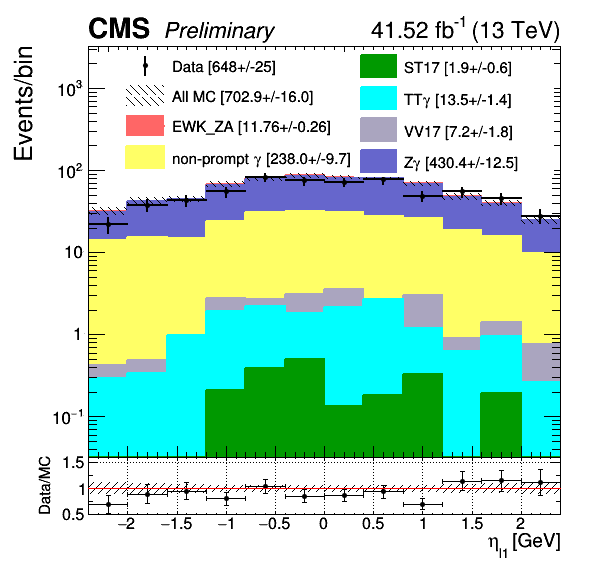 CMS Preliminary 41.52 fb⁻¹ (13 TeV)
Events/bin
Data [648+/-25]
All MC [702.9+/-16.0]
EWK_ZA [11.76+/-0.26]
non-prompt γ [238.0+/-9.7]
ST17 [1.9+/-0.6]
TTγ [13.5+/-1.4]
VV17 [7.2+/-1.8]
Zγ [430.4+/-12.5]
10³
10²
10
1
10⁻¹
Data/MC
1.5
1
0.5
−2 −1.5 −1 −0.5 0 0.5 1 1.5 2
η_l1 [GeV]